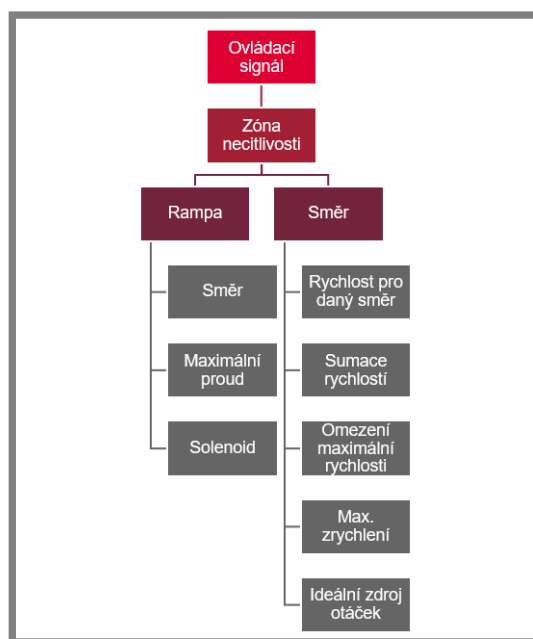 Ovládací
signál
Zóna
necitlivosti
Rampa
Směr
Směr
Maximální
proud
Solenoid
Rychlost pro
daný směr
Sumace
rychlostí
Omezení
maximální
rychlosti
Max.
zrychlení
Ideální zdroj
otáček